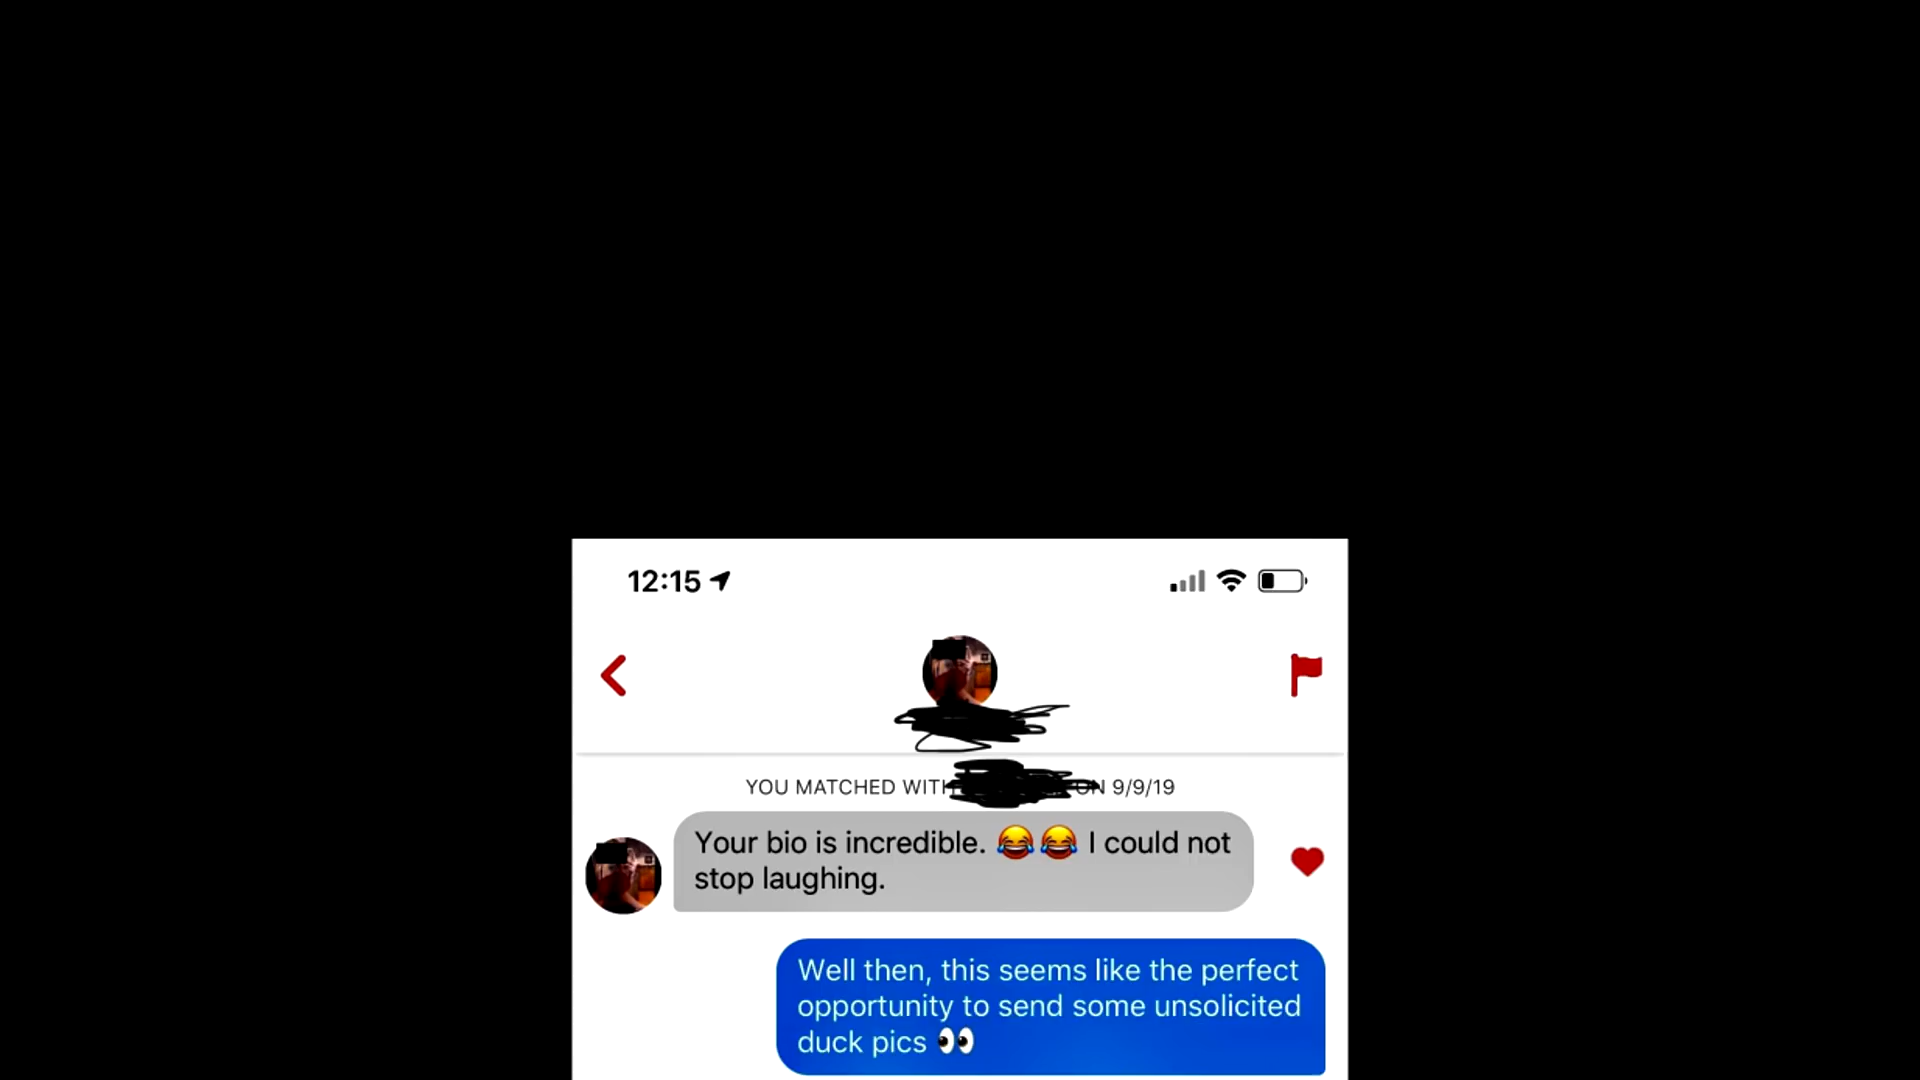 12:15
YOU MATCHED WITH ON 9/9/19
Your bio is incredible. 😂😂 I could not
stop laughing.
Well then, this seems like the perfect
opportunity to send some unsolicited
duck pics 👀